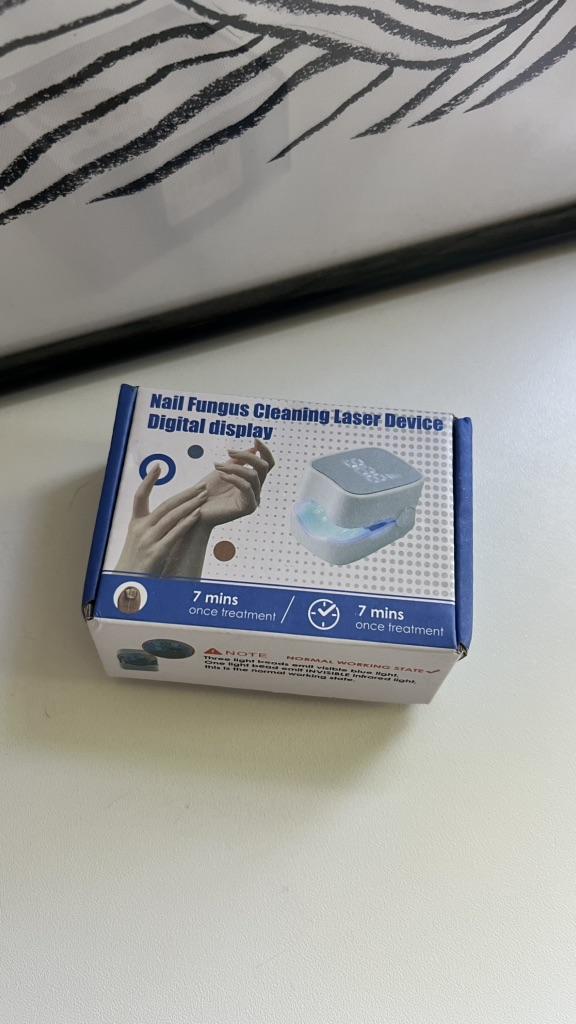 Nail Fungus Cleaning Laser Device
Digital display
7 mins
once treatment
7 mins
once treatment
NOTE
NORMAL WORKING STATE
Three light beads emit visible blue light,
One light bead emit INVISIBLE infrared light,
this is the normal working state.